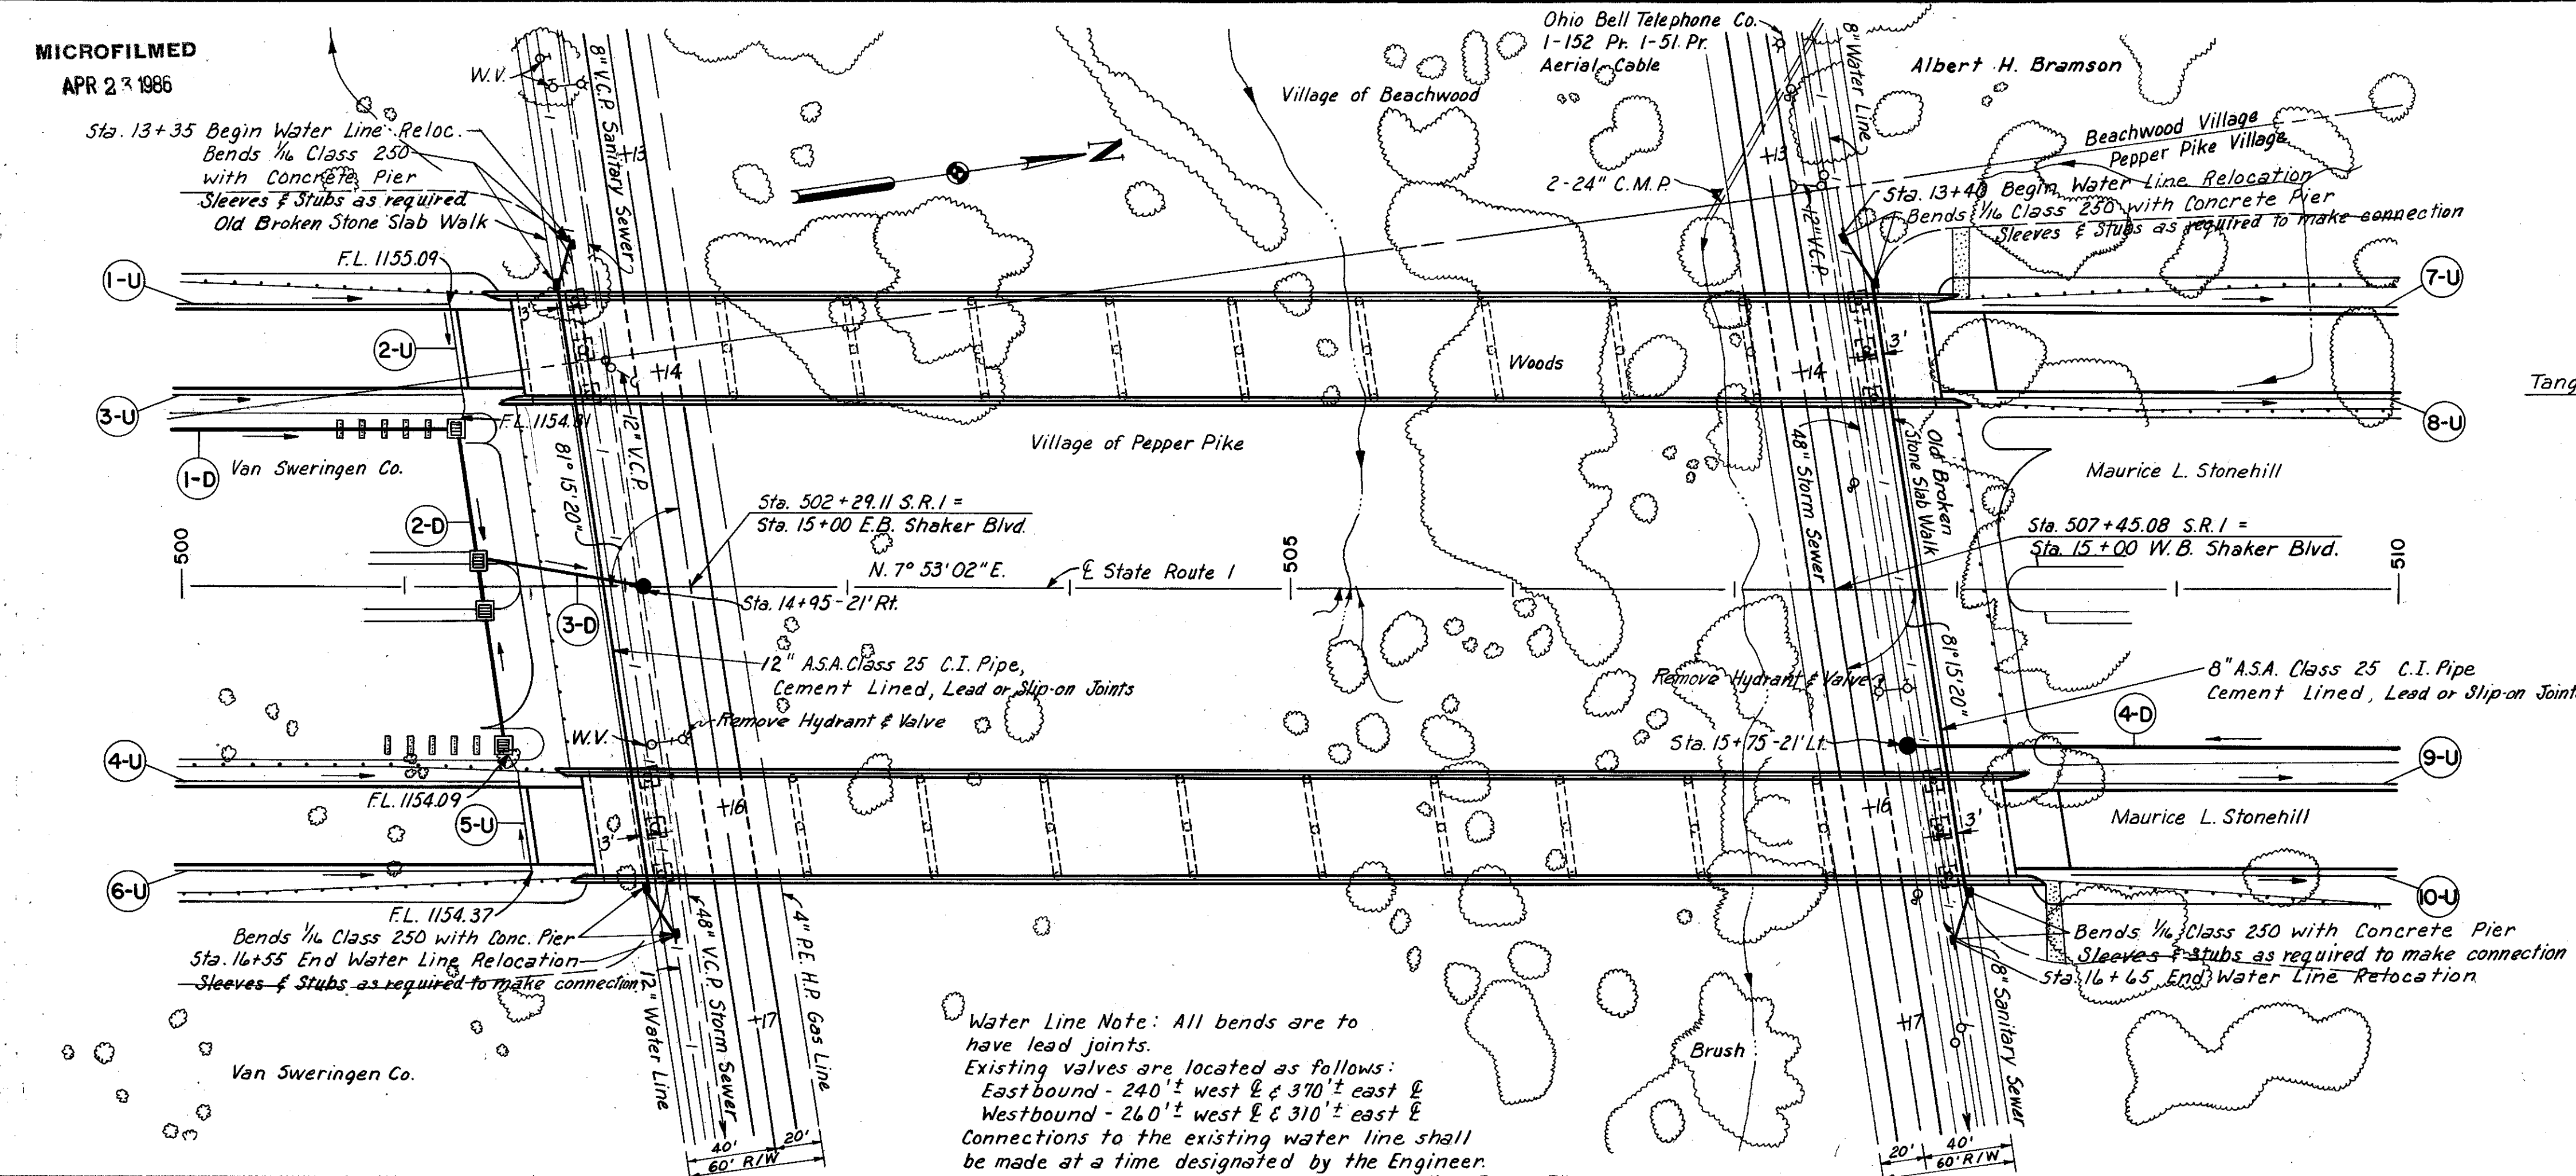 MICROFILMED
APR 23 1986
Sta. 13+35 Begin Water Line Reloc.
Bends 1/16 Class 250
with Concrete Pier
Sleeves & Stubs as required
Old Broken Stone Slab Walk
W.V.
8" V.C.P. Sanitary Sewer
+13
Village of Beachwood
N
Ohio Bell Telephone Co.
1-152 Pr. 1-51 Pr.
Aerial Cable
8" Water Line
Albert H. Bramson
+13
2-24" C.M.P.
12" V.C.P.
Beachwood Village
Pepper Pike Village
Sta. 13+40 Begin Water Line Relocation
Bends 1/16 Class 250 with Concrete Pier
Sleeves & Stubs as required to make connection
F.L. 1155.09
1-U
2-U
3-U
3'
+14
Woods
+14
3'
7-U
8-U
Tang
F.L. 1154.81
12" V.C.P.
81° 15' 20"
1-D
Van Sweringen Co.
Village of Pepper Pike
48" Storm Sewer
Old Broken
Stone Slab Walk
Maurice L. Stonehill
2-D
Sta. 502+29.11 S.R. 1 =
Sta. 15+00 E.B. Shaker Blvd.
Sta. 507+45.08 S.R. 1 =
Sta. 15+00 W.B. Shaker Blvd.
500
N. 7° 53' 02" E.
℄ State Route 1
505
510
3-D
Sta. 14+95-21' Rt.
12" A.S.A. Class 25 C.I. Pipe,
Cement Lined, Lead or Slip-on Joints
Remove Hydrant & Valve
W.V.
Remove Hydrant & Valve
81° 15' 20"
8" A.S.A. Class 25 C.I. Pipe
Cement Lined, Lead or Slip-on Joint
4-D
Sta. 15+75-21' Lt.
4-U
9-U
F.L. 1154.09
5-U
+16
3'
+16
3'
Maurice L. Stonehill
6-U
10-U
F.L. 1154.37
Bends 1/16 Class 250 with Conc. Pier
Sta. 16+55 End Water Line Relocation
Sleeves & Stubs as required to make connection
12" Water Line
48" V.C.P. Storm Sewer
4" P.E. H.P. Gas Line
+17
Bends 1/16 Class 250 with Concrete Pier
Sleeves & Stubs as required to make connection
Sta. 16+65 End Water Line Relocation
8" Sanitary Sewer
+17
Brush
Van Sweringen Co.
Water Line Note: All bends are to
have lead joints.
Existing valves are located as follows:
Eastbound - 240'± west ℄ & 370'± east ℄
Westbound - 260'± west ℄ & 310'± east ℄
Connections to the existing water line shall
be made at a time designated by the Engineer.
40' 20'
60' R/W
20' 40'
60' R/W